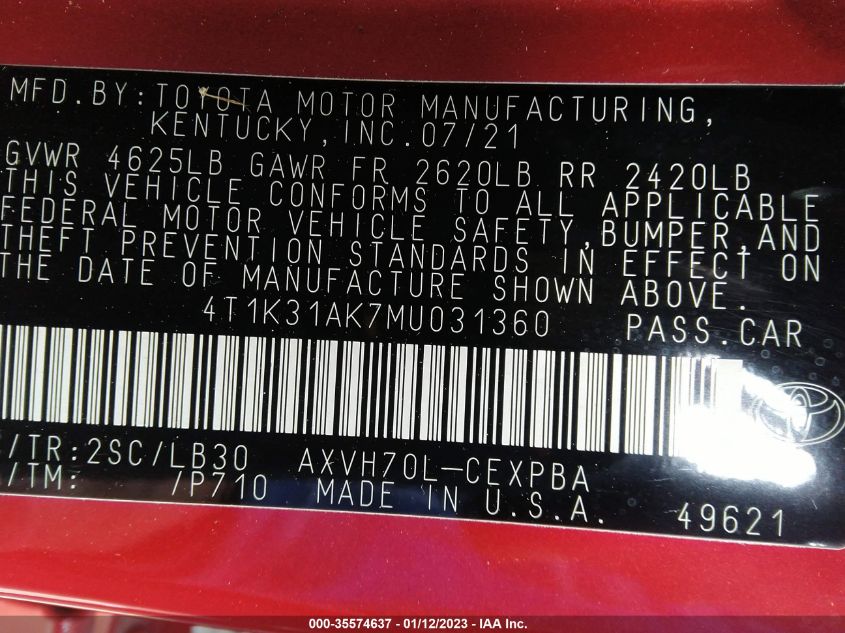 MFD.BY:TOYOTA MOTOR MANUFACTURING,
KENTUCKY,INC.07/21
GVWR 4625LB GAWR FR 2620LB RR 2420LB
THIS VEHICLE CONFORMS TO ALL APPLICABLE
FEDERAL MOTOR VEHICLE SAFETY,BUMPER,AND
THEFT PREVENTION STANDARDS IN EFFECT ON
THE DATE OF MANUFACTURE SHOWN ABOVE.
4T1K31AK7MU031360 PASS.CAR
/TR:2SC/LB30 AXVH70L-CEXPBA
/TM: /P710 MADE IN U.S.A. 49621
000-35574637 - 01/12/2023 - IAA Inc.